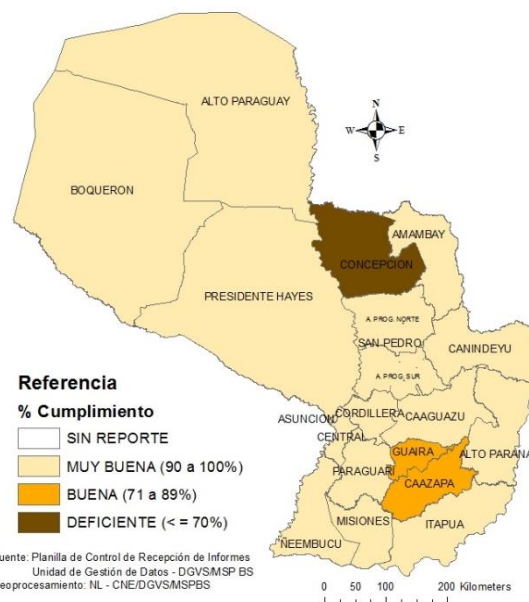 ALTO PARAGUAY
N
W E
S
BOQUERON
AMAMBAY
CONCEPCION
PRESIDENTE HAYES
A. PROG. NORTE
SAN PEDRO
CANINDEYU
A. PROG. SUR
Referencia
% Cumplimiento
SIN REPORTE
MUY BUENA (90 a 100%)
BUENA (71 a 89%)
DEFICIENTE (< = 70%)
ASUNCION
CORDILLERA
CAAGUAZU
CENTRAL
GUAIRA
ALTO PARANA
PARAGUARI
CAAZAPA
MISIONES
ITAPUA
ÑEEMBUCU
uente: Planilla de Control de Recepción de Informes
Unidad de Gestión de Datos - DGVS/MSP BS
eoprocesamiento: NL - CNE/DGVS/MSPBS
0 50 100 200 Kilometers